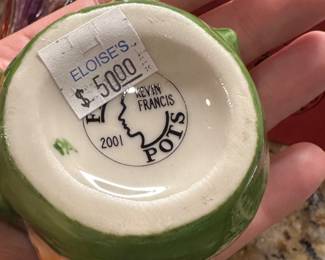 ELOISE'S
$ 50.00
KEVIN
FRANCIS
2001
POTS